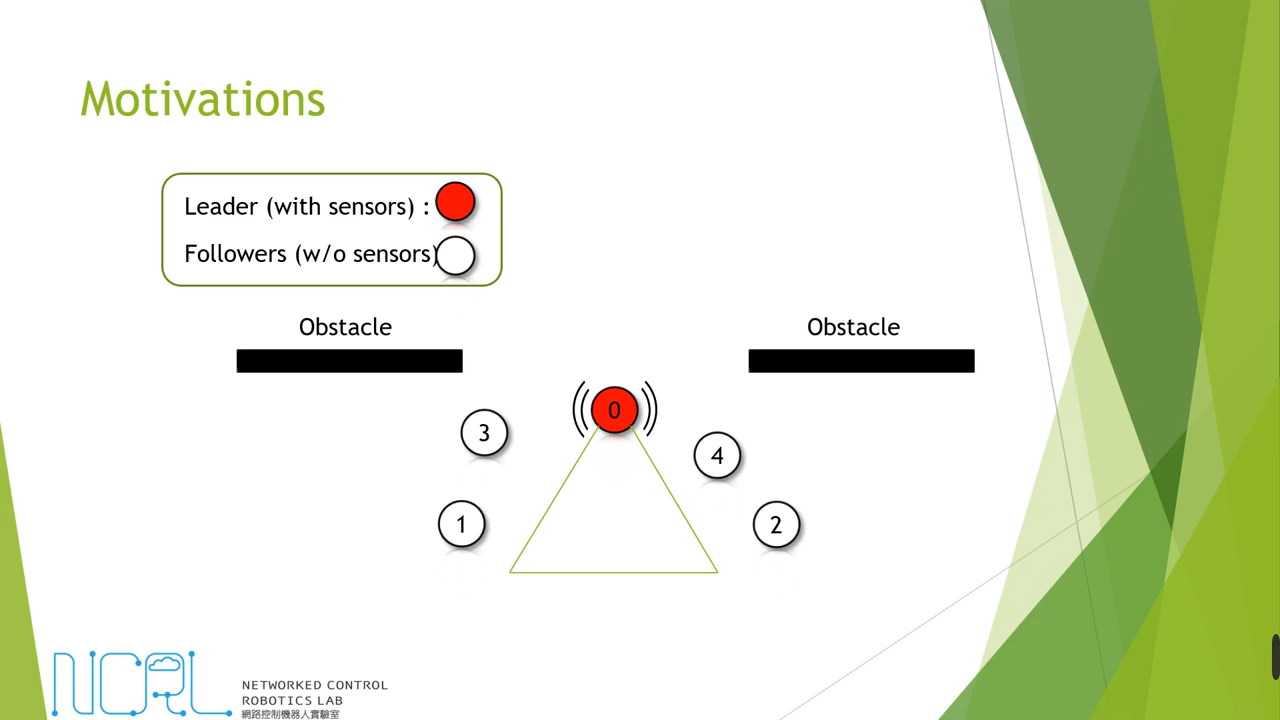 Motivations
Leader (with sensors) :
Followers (w/o sensors)
Obstacle
Obstacle
0
3
4
1
2
NCRL
NETWORKED CONTROL
ROBOTICS LAB
網路控制機器人實驗室